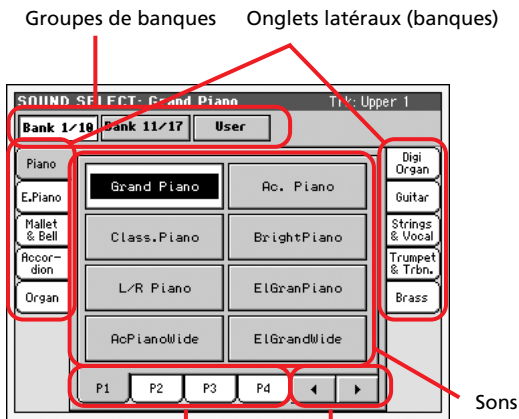 Groupes de banques
Onglets latéraux (banques)
SOUND SELECT: Grand Piano
Trk: Upper 1
Bank 1/10
Bank 11/17
User
Piano
E.Piano
Mallet
& Bell
Accor-
dion
Organ
Grand Piano
Ac. Piano
Class.Piano
BrightPiano
L/R Piano
ElGranPiano
AcPianoWide
ElGrandWide
Digi
Organ
Guitar
Strings
& Vocal
Trumpet
& Trbn.
Brass
P1
P2
P3
P4
Sons